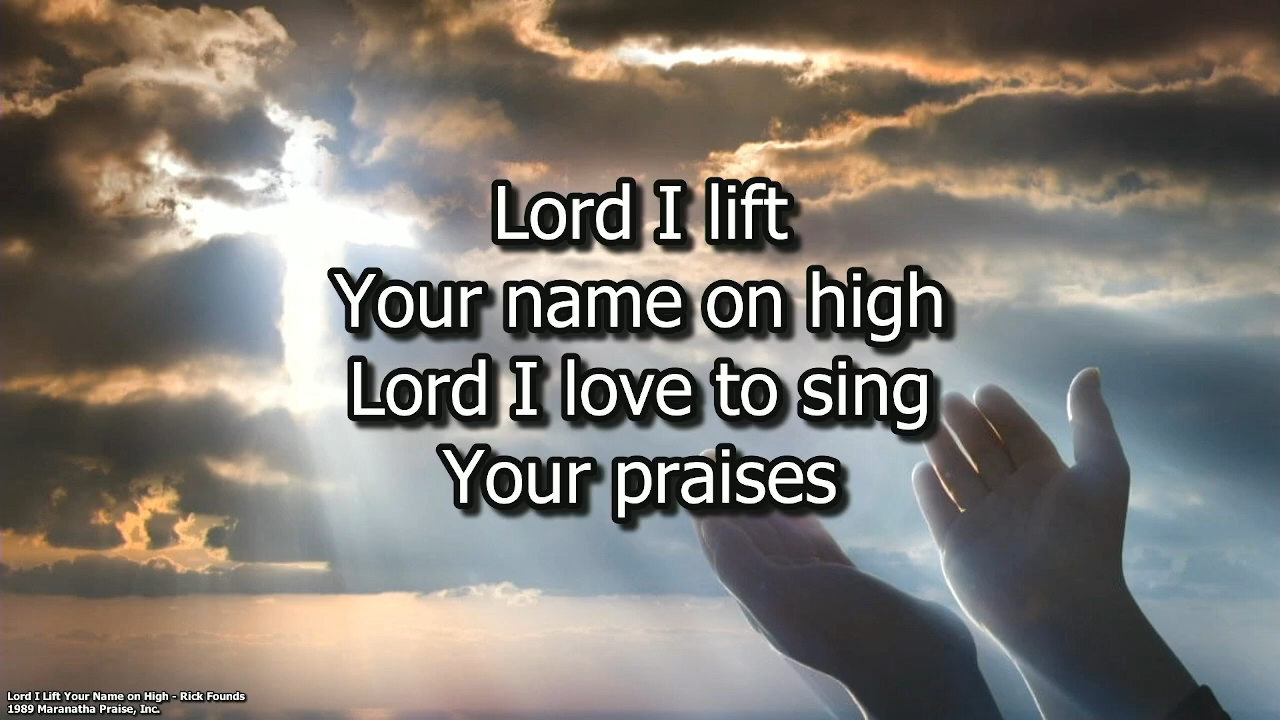 Lord I lift
Your name on high
Lord I love to sing
Your praises
Lord I Lift Your Name on High - Rick Founds
1989 Maranatha Praise, Inc.